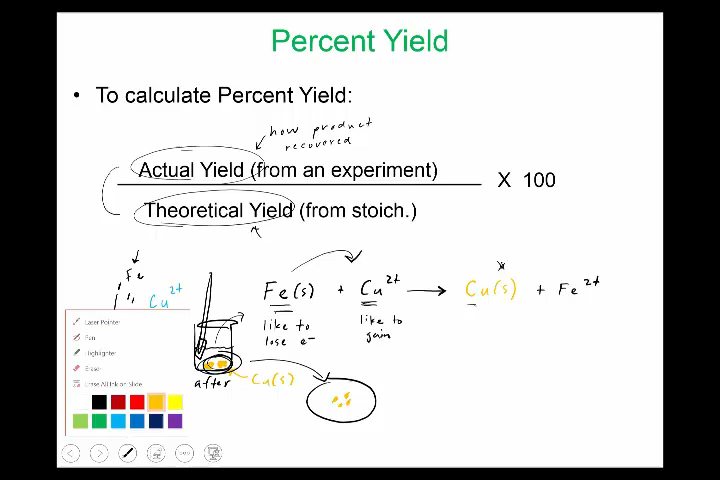 Percent Yield
• To calculate Percent Yield:
how product
recovered
Actual Yield (from an experiment)
X 100
Theoretical Yield (from stoich.)
Fe
Cu²⁺
Fe(s) + Cu²⁺ → Cu(s) + Fe²⁺
like to
lose e⁻
like to
gain
after
Cu(s)
Laser Pointer
Pen
Highlighter
Eraser
Erase All Ink on Slide